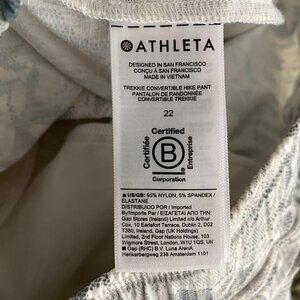 ATHLETA
DESIGNED IN SAN FRANCISCO
CONÇU À SAN FRANCISCO
MADE IN VIETNAM
TREKKIE CONVERTIBLE HIKE PANT
PANTALON DE RANDONNÉE
CONVERTIBLE TREKKIE
22
Certified
Certifiée
B
Entreprise
Corporation
US/GB: 95% NYLON, 5% SPANDEX /
ELASTANE
DISTRIBUTED POR / Imported
By/Importé Par / ΕΙΣΑΓΕΤΑΙ ΑΠΟ ΤΗΝ
Gap Stores (Ireland) Limited c/o Arthur
Cox, 10 Earlsfort Terrace, Dublin 2, D02
T380, Ireland, Gap (UK Holdings)
Limited, 2nd Floor Nations House, 103
Wigmore Street, London, W1U 1QS, UK
Gap (RHC) B.V. Luna ArenA
Herikerbergweg 238 Amsterdam 1101